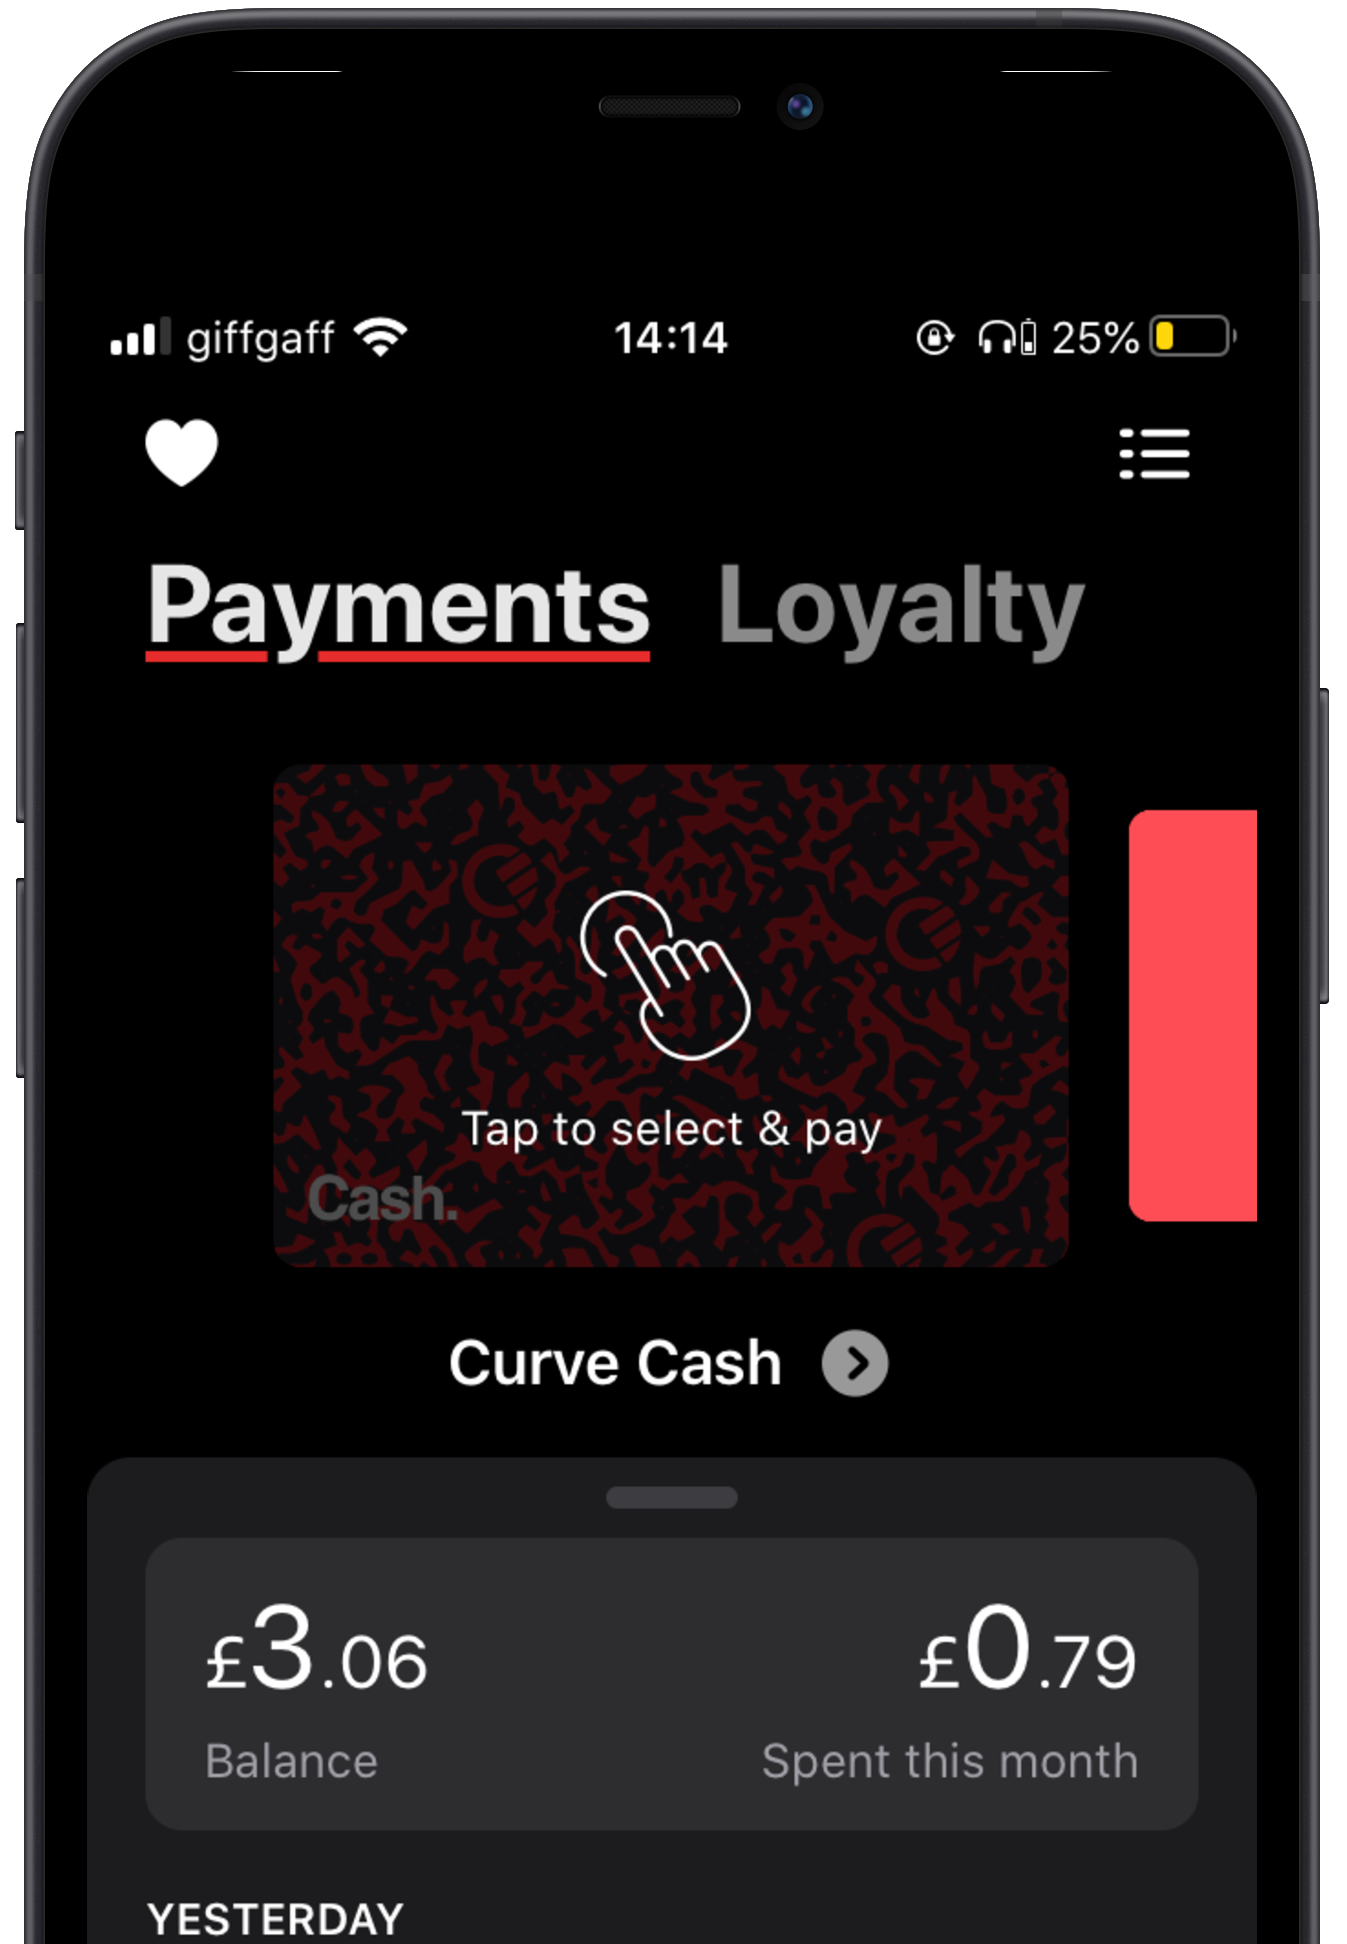 giffgaff 14:14 25%
Payments Loyalty
Tap to select & pay
Cash.
Curve Cash
£3.06 £0.79
Balance Spent this month
YESTERDAY